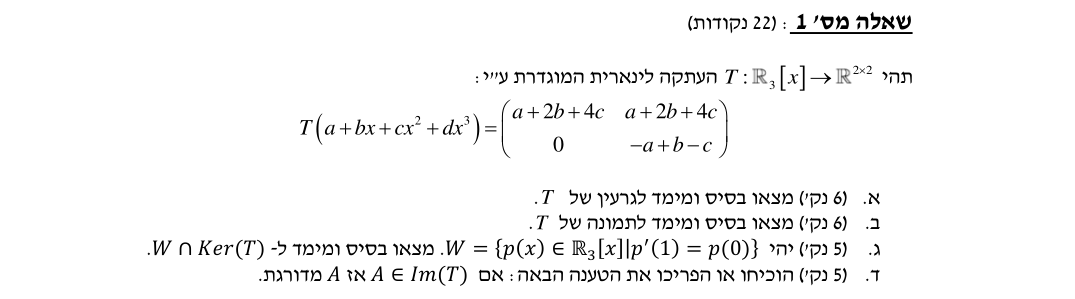 שאלה מס' 1 : (22 נקודות)
תהי T : ℝ₃[x] → ℝ²ˣ² העתקה לינארית המוגדרת ע"י :
T(a + bx + cx² + dx³) = ( a + 2b + 4c   a + 2b + 4c
0   −a + b − c )
א. (6 נק') מצאו בסיס ומימד לגרעין של T .
ב. (6 נק') מצאו בסיס ומימד לתמונה של T .
ג. (5 נק') יהי W = {p(x) ∈ ℝ₃[x]|p′(1) = p(0)}. מצאו בסיס ומימד ל- W ∩ Ker(T).
ד. (5 נק') הוכיחו או הפריכו את הטענה הבאה : אם A ∈ Im(T) אז A מדורגת.